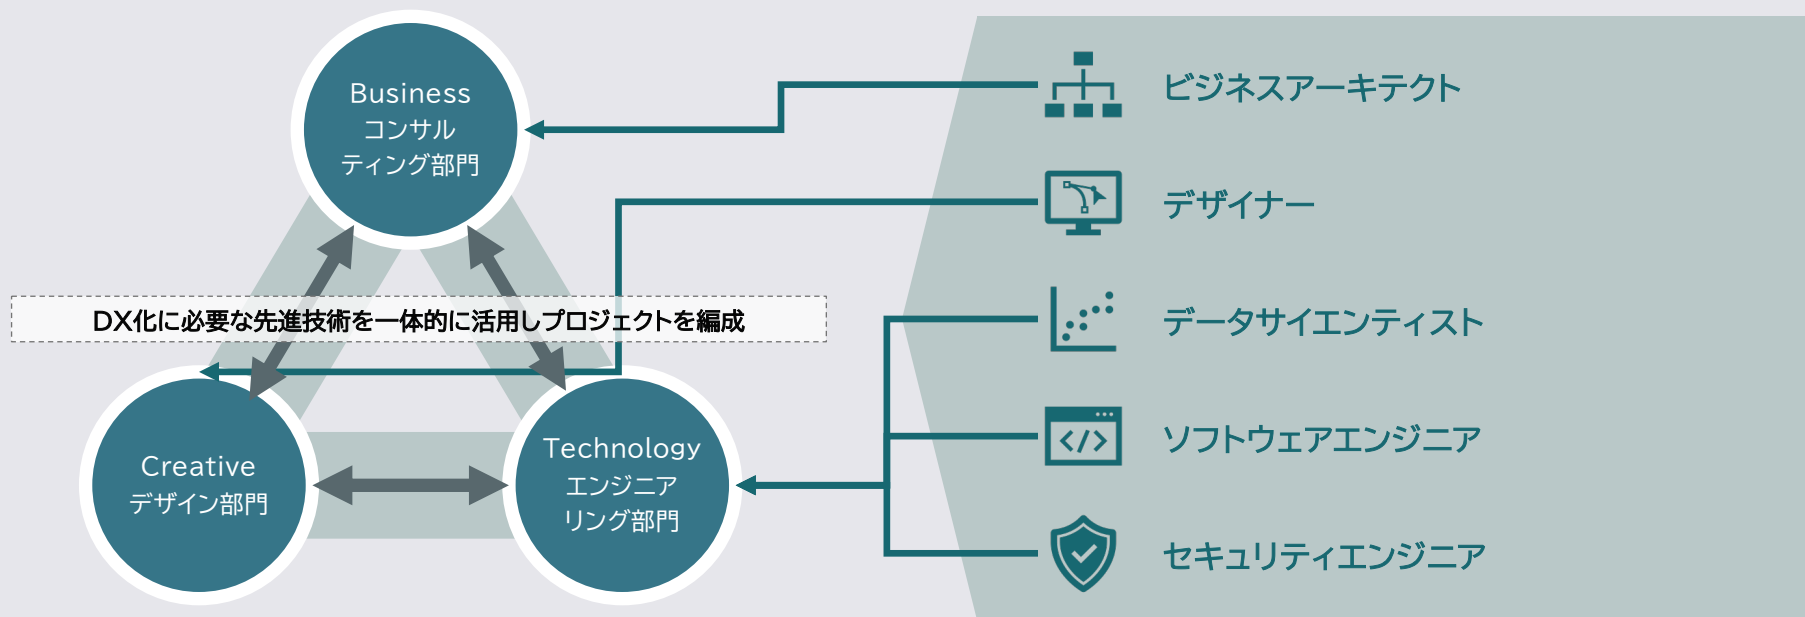 Business
コンサル
ティング部門
DX化に必要な先進技術を一体的に活用しプロジェクトを編成
Creative
デザイン部門
Technology
エンジニア
リング部門
ビジネスアーキテクト
デザイナー
データサイエンティスト
ソフトウェアエンジニア
セキュリティエンジニア